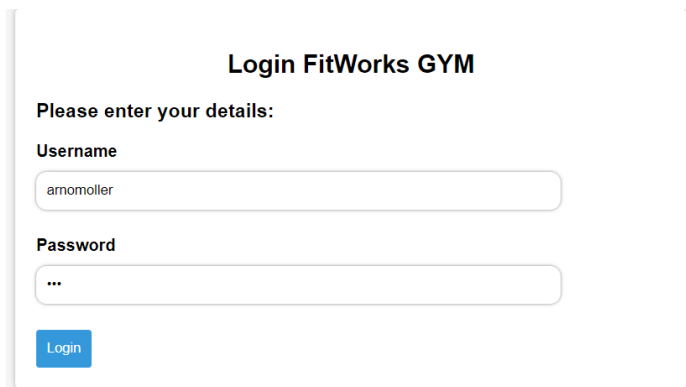 Login FitWorks GYM
Please enter your details:
Username
arnomoller
Password
•••
Login